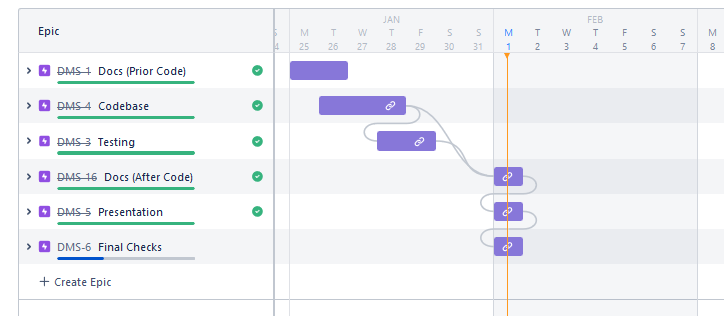 Epic
JAN
FEB
S M T W T F S S M T W T F S S M
4 25 26 27 28 29 30 31 1 2 3 4 5 6 7 8
DMS-1 Docs (Prior Code)
DMS-4 Codebase
DMS-3 Testing
DMS-16 Docs (After Code)
DMS-5 Presentation
DMS-6 Final Checks
+ Create Epic